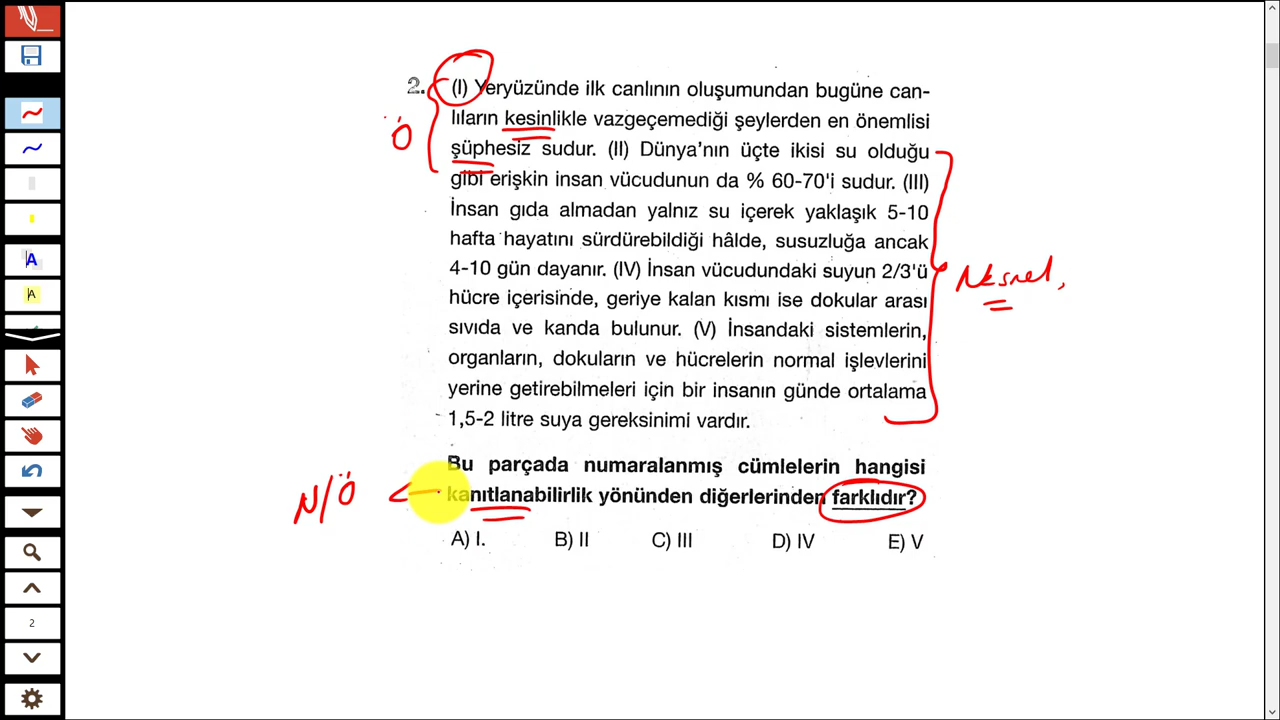 2. (I) Yeryüzünde ilk canlının oluşumundan bugüne can-
lıların kesinlikle vazgeçemediği şeylerden en önemlisi
Ö
şüphesiz sudur. (II) Dünya'nın üçte ikisi su olduğu
gibi erişkin insan vücudunun da % 60-70'i sudur. (III)
İnsan gıda almadan yalnız su içerek yaklaşık 5-10
hafta hayatını sürdürebildiği hâlde, susuzluğa ancak
4-10 gün dayanır. (IV) İnsan vücudundaki suyun 2/3'ü
Nesnel,
hücre içerisinde, geriye kalan kısmı ise dokular arası
sıvıda ve kanda bulunur. (V) İnsandaki sistemlerin,
organların, dokuların ve hücrelerin normal işlevlerini
yerine getirebilmeleri için bir insanın günde ortalama
1,5-2 litre suya gereksinimi vardır.
Bu parçada numaralanmış cümlelerin hangisi
N/Ö
kanıtlanabilirlik yönünden diğerlerinden farklıdır?
A) I. B) II C) III D) IV E) V
A
A
2